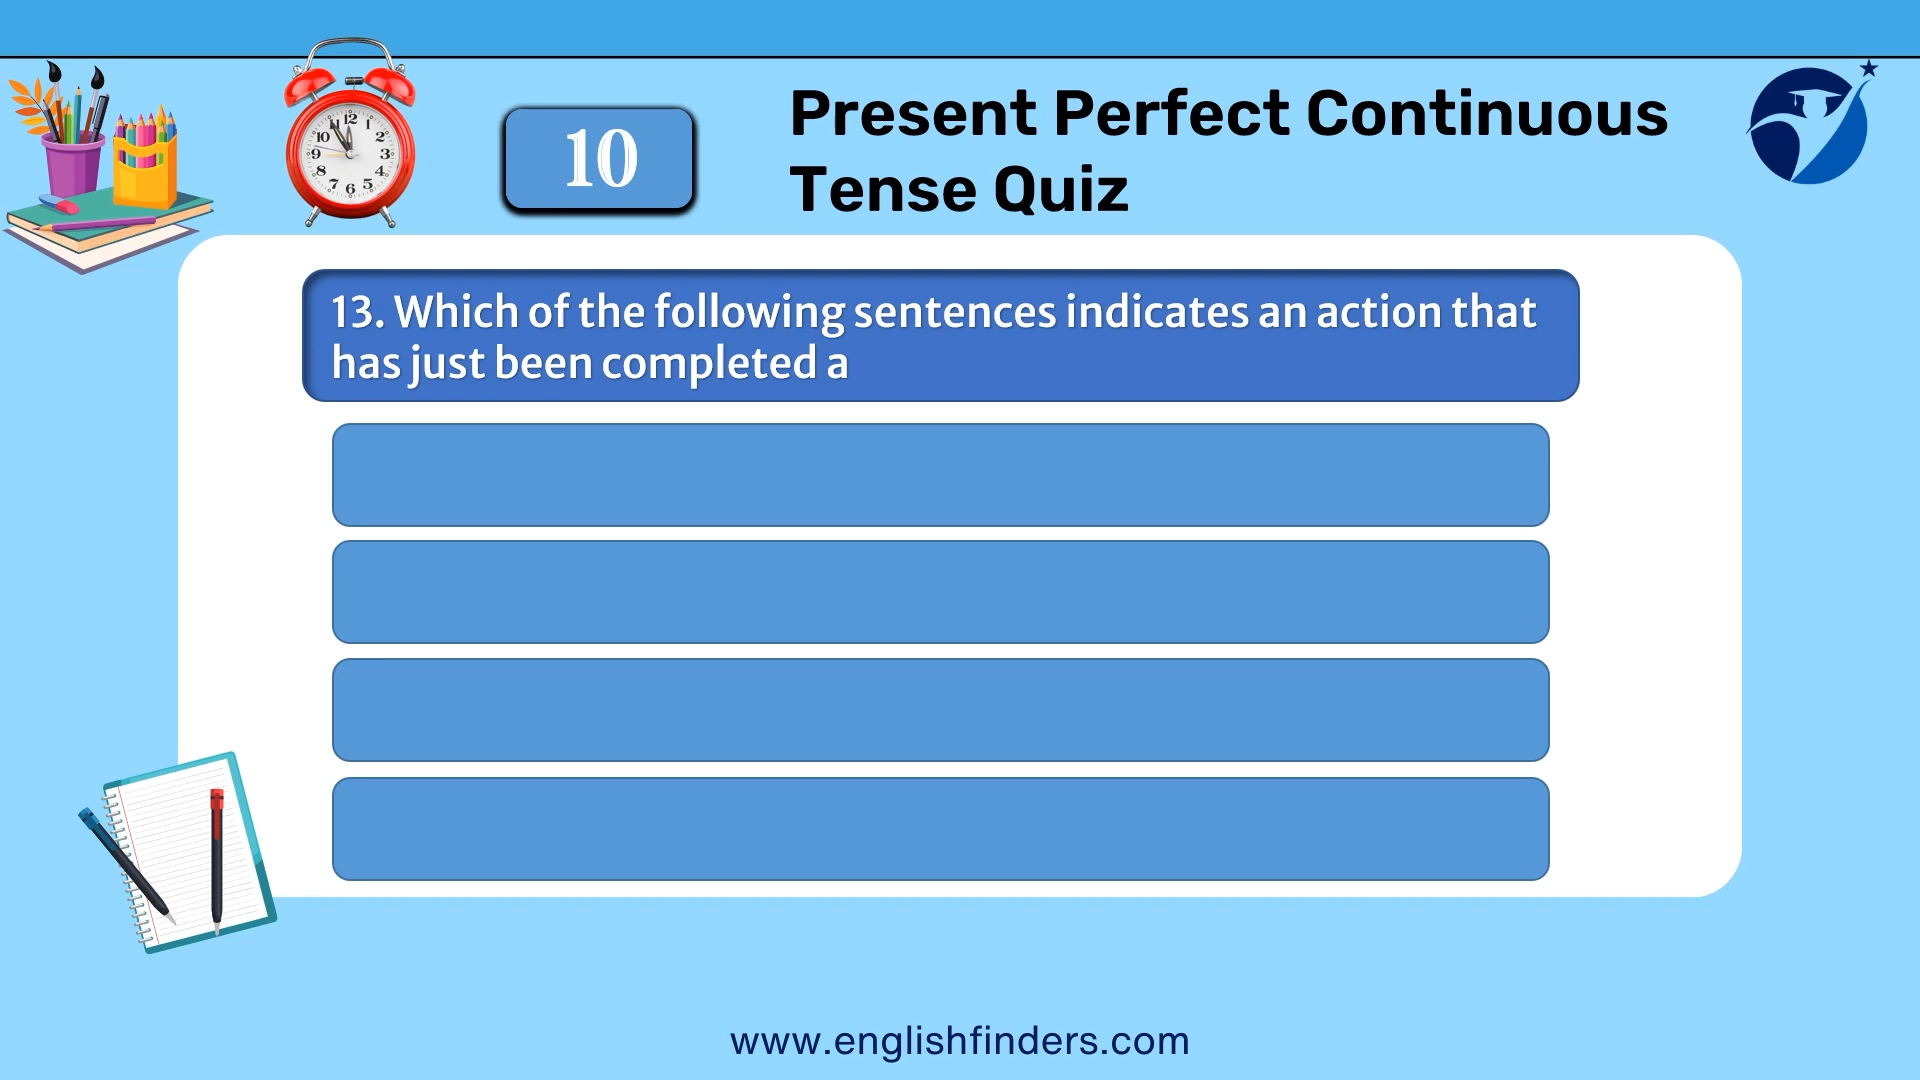 10
Present Perfect Continuous
Tense Quiz
13. Which of the following sentences indicates an action that
has just been completed a
www.englishfinders.com